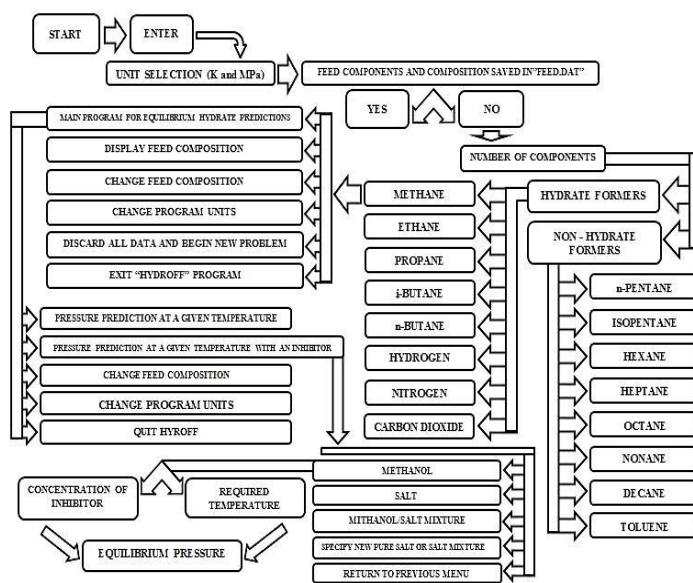 START
ENTER
UNIT SELECTION (K and MPa)
FEED COMPONENTS AND COMPOSITION SAVED IN"FEED.DAT"
YES
NO
NUMBER OF COMPONENTS
HYDRATE FORMERS
NON - HYDRATE
FORMERS
METHANE
ETHANE
PROPANE
i-BUTANE
n-BUTANE
HYDROGEN
NITROGEN
CARBON DIOXIDE
n-PENTANE
ISOPENTANE
HEXANE
HEPTANE
OCTANE
NONANE
DECANE
TOLUENE
MAIN PROGRAM FOR EQUILIBRIUM HYDRATE PREDICTIONS
DISPLAY FEED COMPOSITION
CHANGE FEED COMPOSITION
CHANGE PROGRAM UNITS
DISCARD ALL DATA AND BEGIN NEW PROBLEM
EXIT "HYDROFF" PROGRAM
PRESSURE PREDICTION AT A GIVEN TEMPERATURE
PRESSURE PREDICTION AT A GIVEN TEMPERATURE WITH AN INHIBITOR
CHANGE FEED COMPOSITION
CHANGE PROGRAM UNITS
QUIT HYROFF
METHANOL
SALT
MITHANOL/SALT MIXTURE
SPECIFY NEW PURE SALT OR SALT MIXTURE
RETURN TO PREVIOUS MENU
CONCENTRATION OF
INHIBITOR
REQUIRED
TEMPERATURE
EQUILIBRIUM PRESSURE